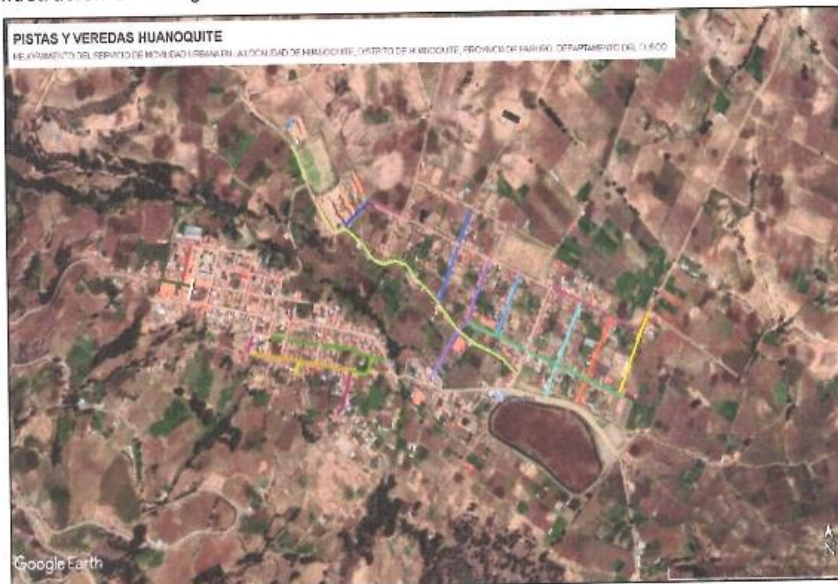 PISTAS Y VEREDAS HUANOQUITE
MEJORAMIENTO DEL SERVICIO DE MOVILIDAD URBANA EN LA LOCALIDAD DE HUANOQUITE, DISTRITO DE HUANOQUITE, PROVINCIA DE PARURO, DEPARTAMENTO DEL CUSCO
Google Earth